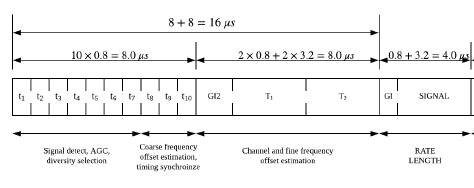 8 + 8 = 16 μs
10 × 0.8 = 8.0 μs 2 × 0.8 + 2 × 3.2 = 8.0 μs 0.8 + 3.2 = 4.0 μs
t₁ t₂ t₃ t₄ t₅ t₆ t₇ t₈ t₉ t₁₀ GI2 T₁ T₂ GI SIGNAL
Signal detect, AGC,
diversity selection
Coarse frequency
offset estimation,
timing synchroinze
Channel and fine frequency
offset estimation
RATE
LENGTH